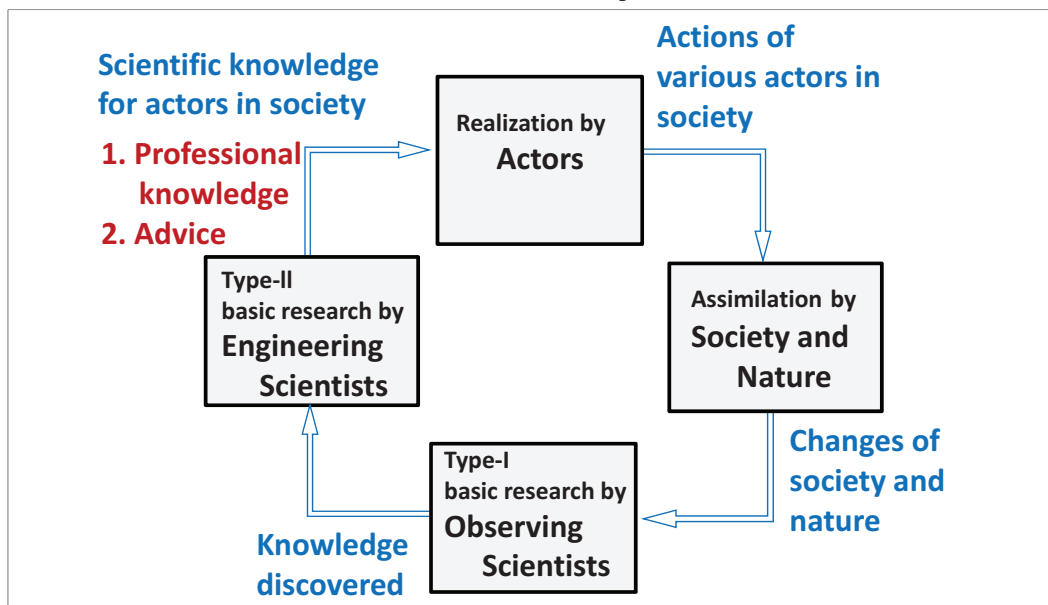 Scientific knowledge
for actors in society
1. Professional
knowledge
2. Advice
Realization by
Actors
Actions of
various actors in
society
Type-II
basic research by
Engineering
Scientists
Assimilation by
Society and
Nature
Type-I
basic research by
Observing
Scientists
Changes of
society and
nature
Knowledge
discovered